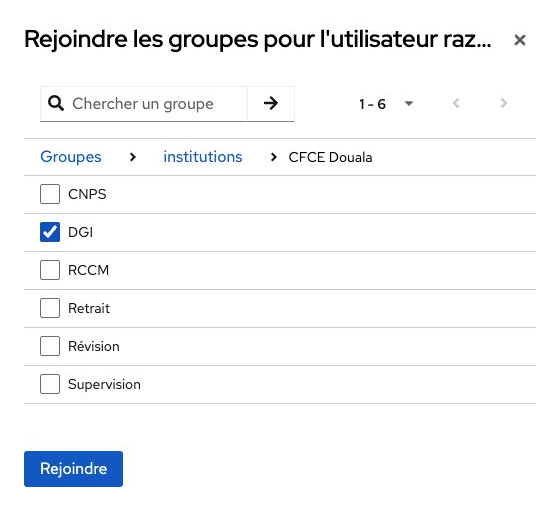 Rejoindre les groupes pour l'utilisateur raz...
Chercher un groupe
1 - 6
Groupes > institutions > CFCE Douala
CNPS
DGI
RCCM
Retrait
Révision
Supervision
Rejoindre